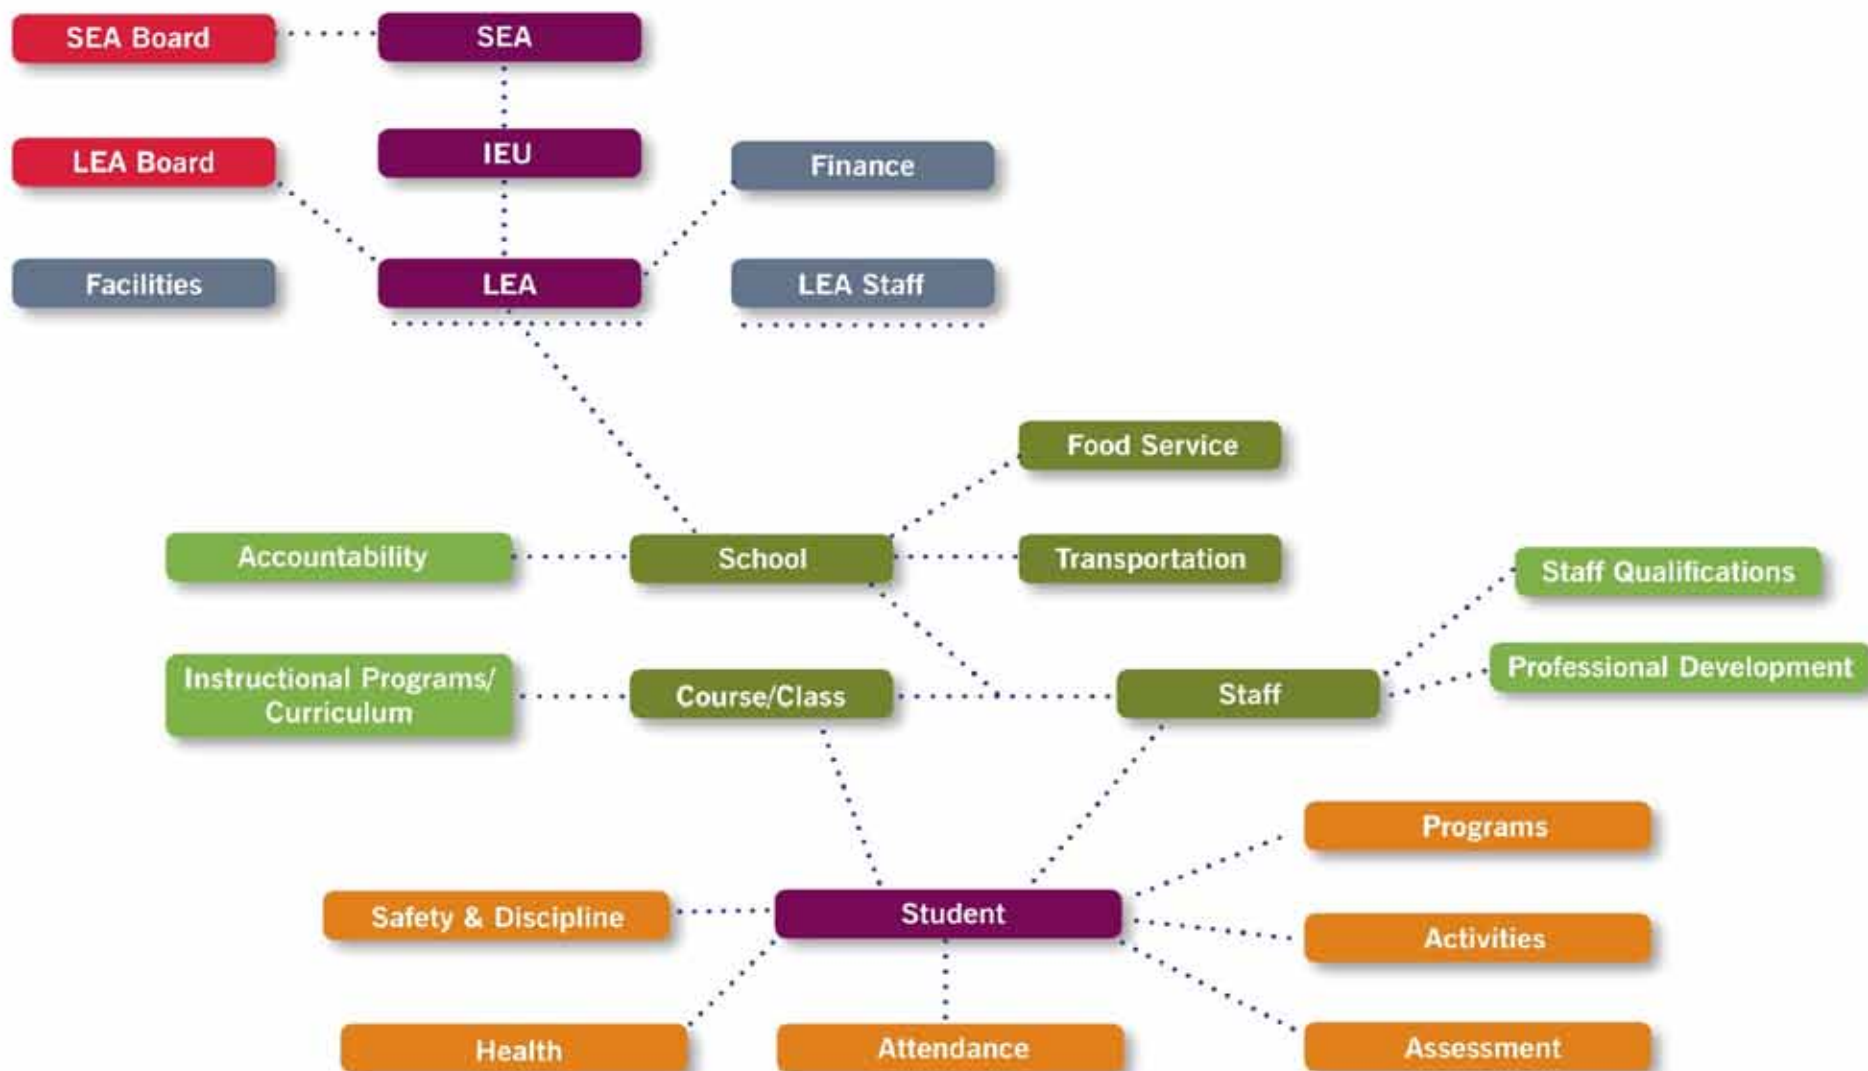 SEA Board
SEA
LEA Board
IEU
Finance
Facilities
LEA
LEA Staff
Food Service
Accountability
School
Transportation
Staff Qualifications
Instructional Programs/
Curriculum
Course/Class
Staff
Professional Development
Programs
Safety & Discipline
Student
Activities
Health
Attendance
Assessment